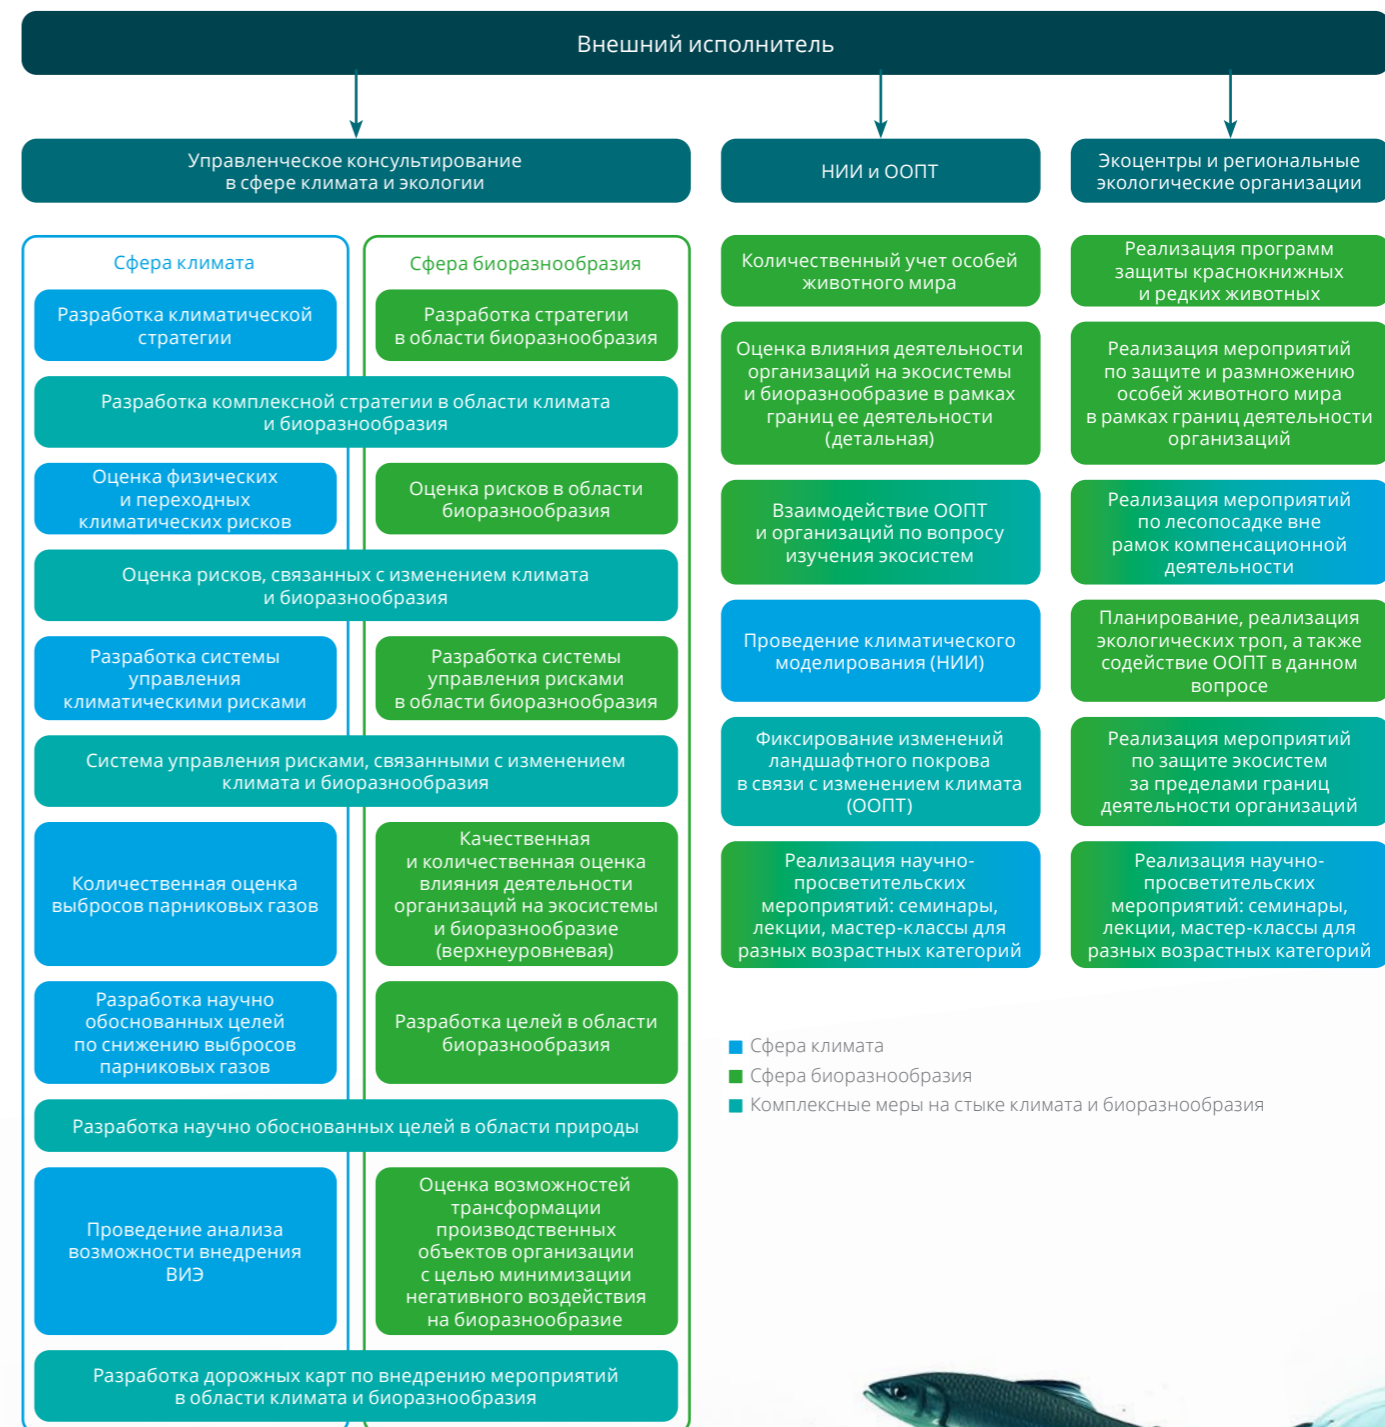 Внешний исполнитель
Управленческое консультирование
в сфере климата и экологии
НИИ и ООПТ
Экоцентры и региональные
экологические организации
Сфера климата
Сфера биоразнообразия
Разработка климатической
стратегии
Разработка стратегии
в области биоразнообразия
Разработка комплексной стратегии в области климата
и биоразнообразия
Оценка физических
и переходных
климатических рисков
Оценка рисков в области
биоразнообразия
Оценка рисков, связанных с изменением климата
и биоразнообразия
Разработка системы
управления
климатическими рисками
Разработка системы
управления рисками
в области биоразнообразия
Система управления рисками, связанными с изменением
климата и биоразнообразия
Количественная оценка
выбросов парниковых газов
Качественная
и количественная оценка
влияния деятельности
организаций на экосистемы
и биоразнообразие
(верхнеуровневая)
Разработка научно
обоснованных целей
по снижению выбросов
парниковых газов
Разработка целей в области
биоразнообразия
Разработка научно обоснованных целей в области природы
Проведение анализа
возможности внедрения
ВИЭ
Оценка возможностей
трансформации
производственных
объектов организации
с целью минимизации
негативного воздействия
на биоразнообразие
Разработка дорожных карт по внедрению мероприятий
в области климата и биоразнообразия
Количественный учет особей
животного мира
Оценка влияния деятельности
организаций на экосистемы
и биоразнообразие в рамках
границ ее деятельности
(детальная)
Взаимодействие ООПТ
и организаций по вопросу
изучения экосистем
Проведение климатического
моделирования (НИИ)
Фиксирование изменений
ландшафтного покрова
в связи с изменением климата
(ООПТ)
Реализация научно-
просветительских
мероприятий: семинары,
лекции, мастер-классы для
разных возрастных категорий
Реализация программ
защиты краснокнижных
и редких животных
Реализация мероприятий
по защите и размножению
особей животного мира
в рамках границ деятельности
организаций
Реализация мероприятий
по лесопосадке вне
рамок компенсационной
деятельности
Планирование, реализация
экологических троп, а также
содействие ООПТ в данном
вопросе
Реализация мероприятий
по защите экосистем
за пределами границ
деятельности организаций
Реализация научно-
просветительских
мероприятий: семинары,
лекции, мастер-классы для
разных возрастных категорий
Сфера климата
Сфера биоразнообразия
Комплексные меры на стыке климата и биоразнообразия